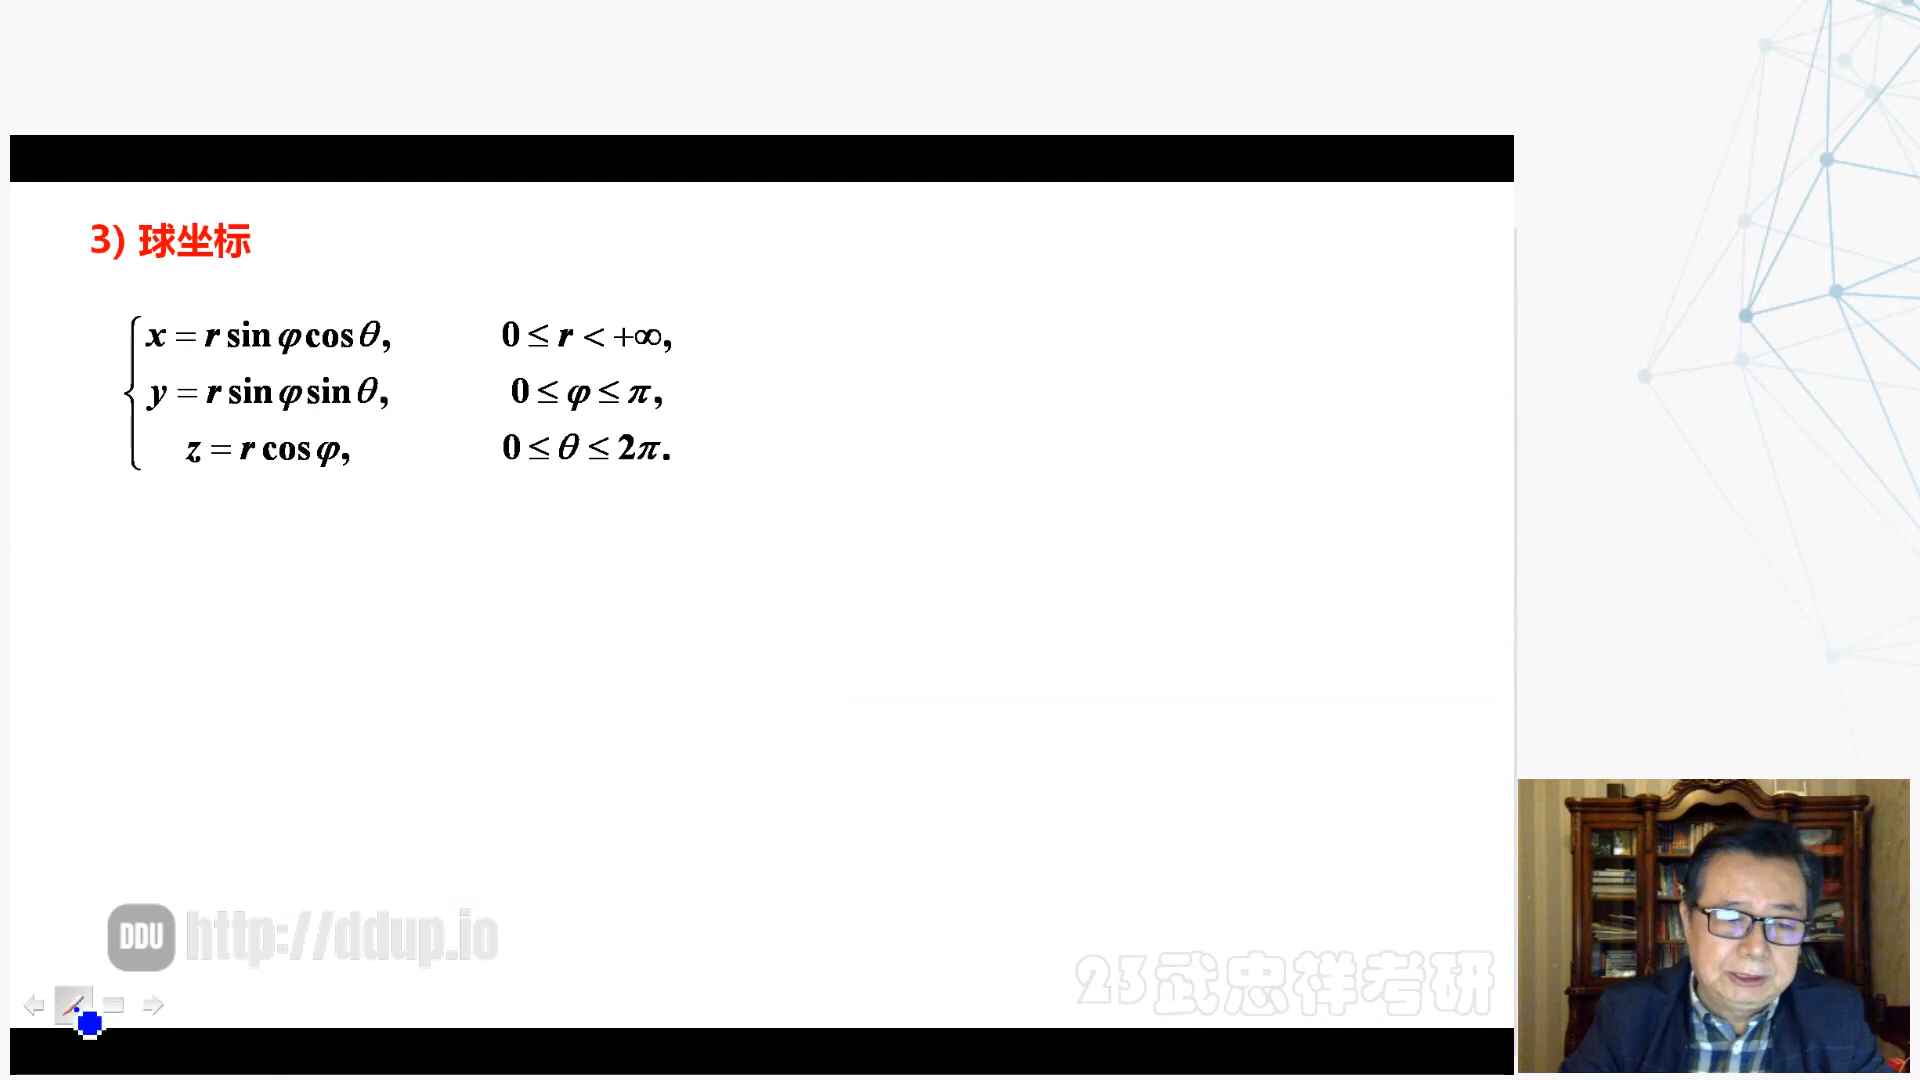 3) 球坐标
x = r sin φ cos θ, 0 ≤ r < +∞,
y = r sin φ sin θ, 0 ≤ φ ≤ π,
z = r cos φ, 0 ≤ θ ≤ 2π.
DDU http://ddup.io
23武忠祥考研